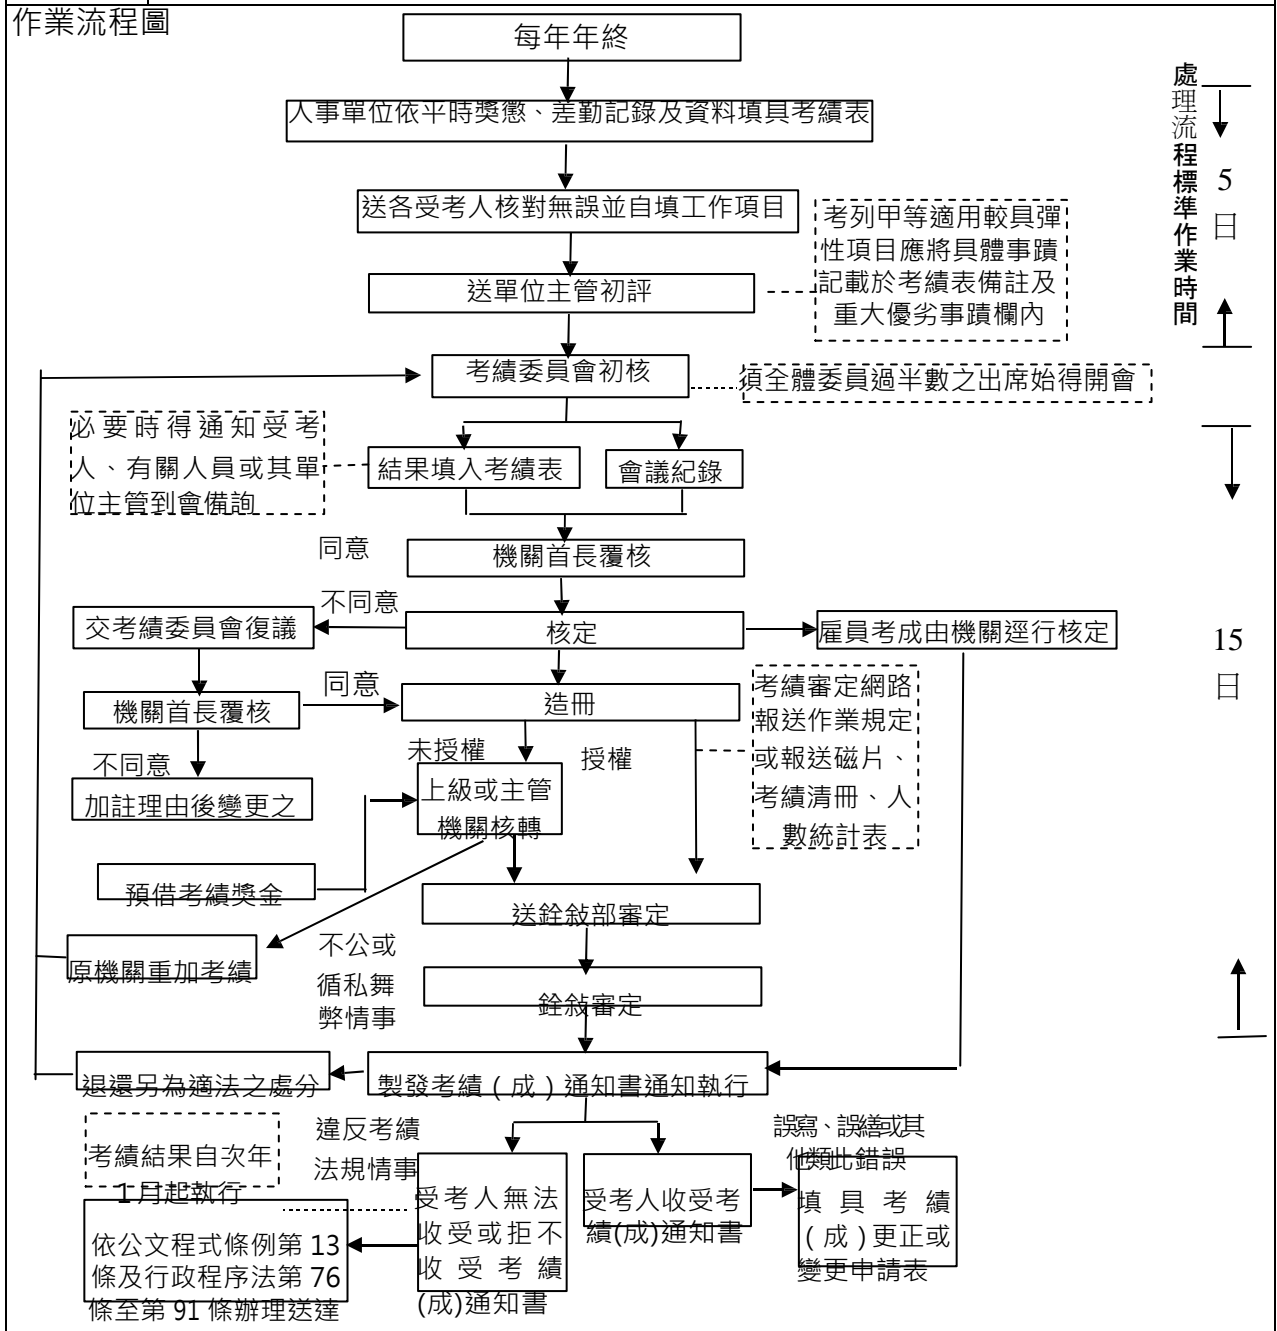 作業流程圖
每年年終
人事單位依平時獎懲、差勤記錄及資料填具考績表
送各受考人核對無誤並自填工作項目
考列甲等適用較具彈
性項目應將具體事蹟
記載於考績表備註及
重大優劣事蹟欄內
送單位主管初評
處理流程標準作業時間
5
日
考績委員會初核
須全體委員過半數之出席始得開會
必要時得通知受考
人、有關人員或其單
位主管到會備詢
結果填入考績表
會議紀錄
同意
機關首長覆核
不同意
交考績委員會復議
核定
雇員考成由機關逕行核定
15
日
機關首長覆核
同意
造冊
考績審定網路
報送作業規定
或報送磁片、
考績清冊、人
數統計表
不同意
未授權
授權
加註理由後變更之
上級或主管
機關核轉
預借考績獎金
送銓敍部審定
原機關重加考績
不公或
循私舞
弊情事
銓敍審定
退還另為適法之處分
製發考績（成）通知書通知執行
考績結果自次年
1 月起執行
違反考績
法規情事
誤寫、誤繕或其
他類此錯誤
受考人無法
收受或拒不
收受考績
(成)通知書
受考人收受考
績(成)通知書
填具考績
（成）更正或
變更申請表
依公文程式條例第 13
條及行政程序法第 76
條至第 91 條辦理送達